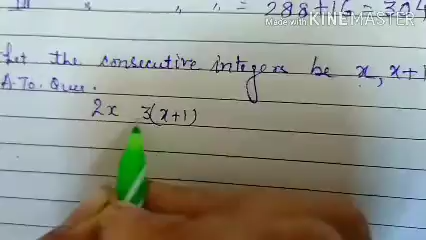 " " = 288+16 = 304
Made with KINEMASTER
Let the consecutive integers be x, x+1
A.To. Ques.
2x 3(x+1)